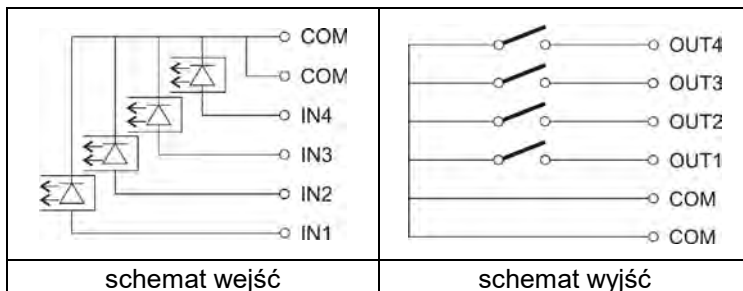 COM
COM
IN4
IN3
IN2
IN1
schemat wejść
OUT4
OUT3
OUT2
OUT1
COM
COM
schemat wyjść